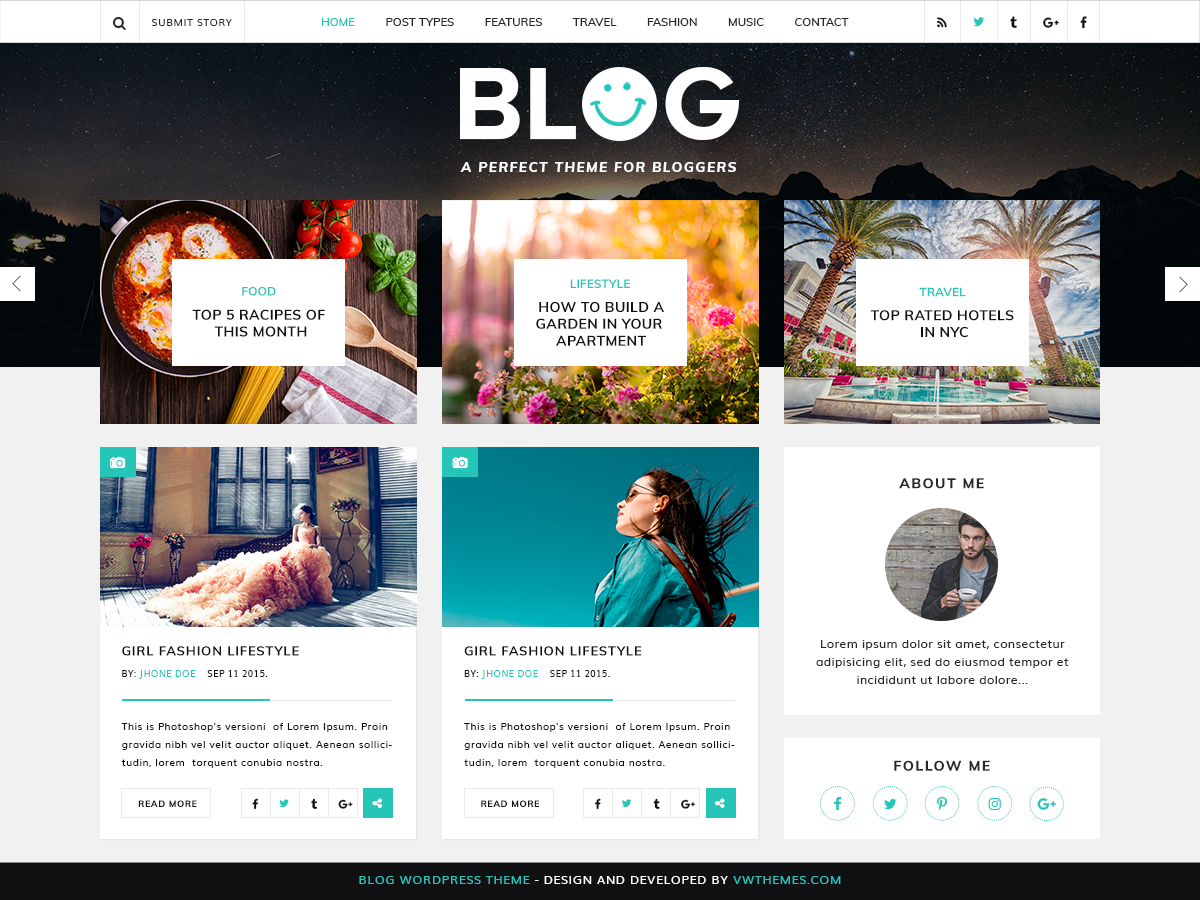 SUBMIT STORY
HOME POST TYPES FEATURES TRAVEL FASHION MUSIC CONTACT
t G+ f
BLOG
A PERFECT THEME FOR BLOGGERS
FOOD
TOP 5 RACIPES OF
THIS MONTH
LIFESTYLE
HOW TO BUILD A
GARDEN IN YOUR
APARTMENT
TRAVEL
TOP RATED HOTELS
IN NYC
GIRL FASHION LIFESTYLE
BY: JHONE DOE SEP 11 2015.
This is Photoshop's versioni of Lorem Ipsum. Proin
gravida nibh vel velit auctor aliquet. Aenean sollici-
tudin, lorem torquent conubia nostra.
READ MORE
f t G+
GIRL FASHION LIFESTYLE
BY: JHONE DOE SEP 11 2015.
This is Photoshop's versioni of Lorem Ipsum. Proin
gravida nibh vel velit auctor aliquet. Aenean sollici-
tudin, lorem torquent conubia nostra.
READ MORE
f t G+
ABOUT ME
Lorem ipsum dolor sit amet, consectetur
adipisicing elit, sed do eiusmod tempor et
incididunt ut labore dolore...
FOLLOW ME
f G+
BLOG WORDPRESS THEME - DESIGN AND DEVELOPED BY VWTHEMES.COM